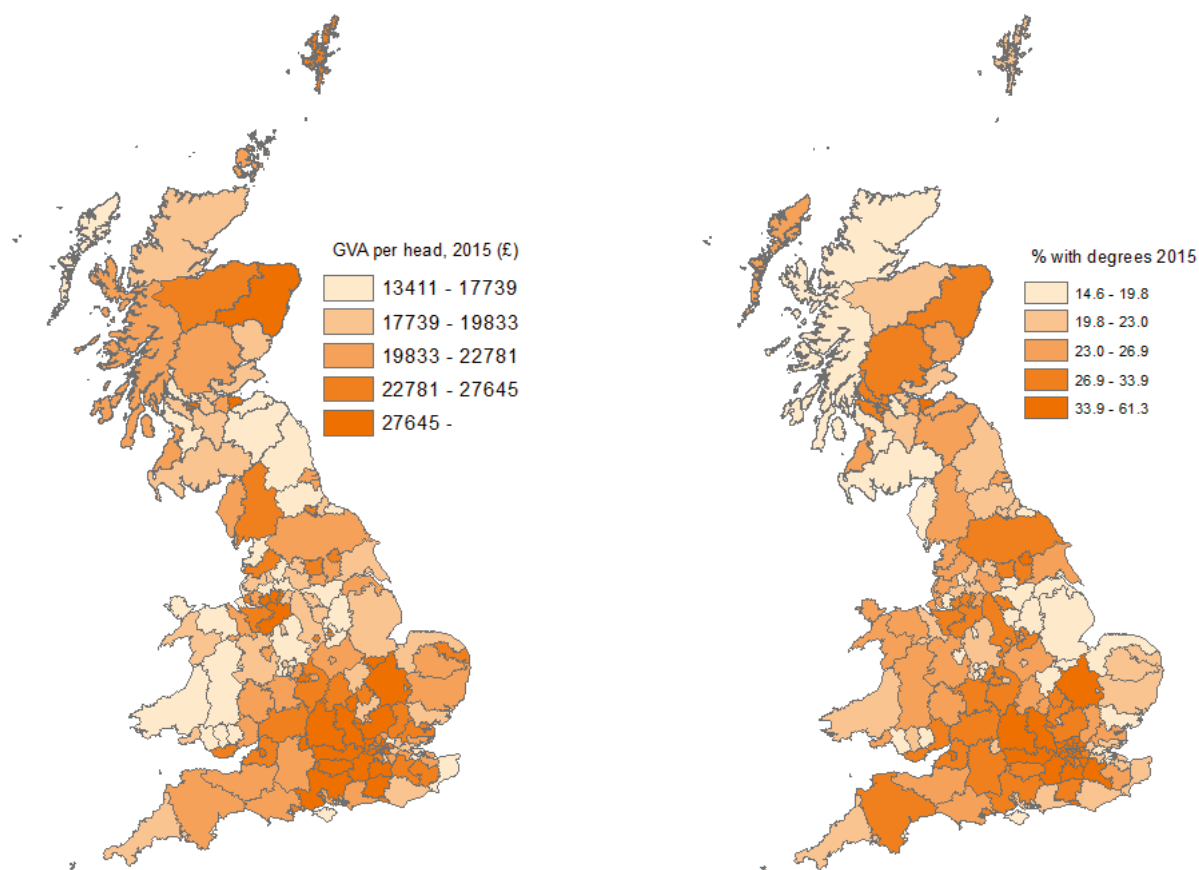 GVA per head, 2015 (£)
13411 - 17739
17739 - 19833
19833 - 22781
22781 - 27645
27645 -
% with degrees 2015
14.6 - 19.8
19.8 - 23.0
23.0 - 26.9
26.9 - 33.9
33.9 - 61.3